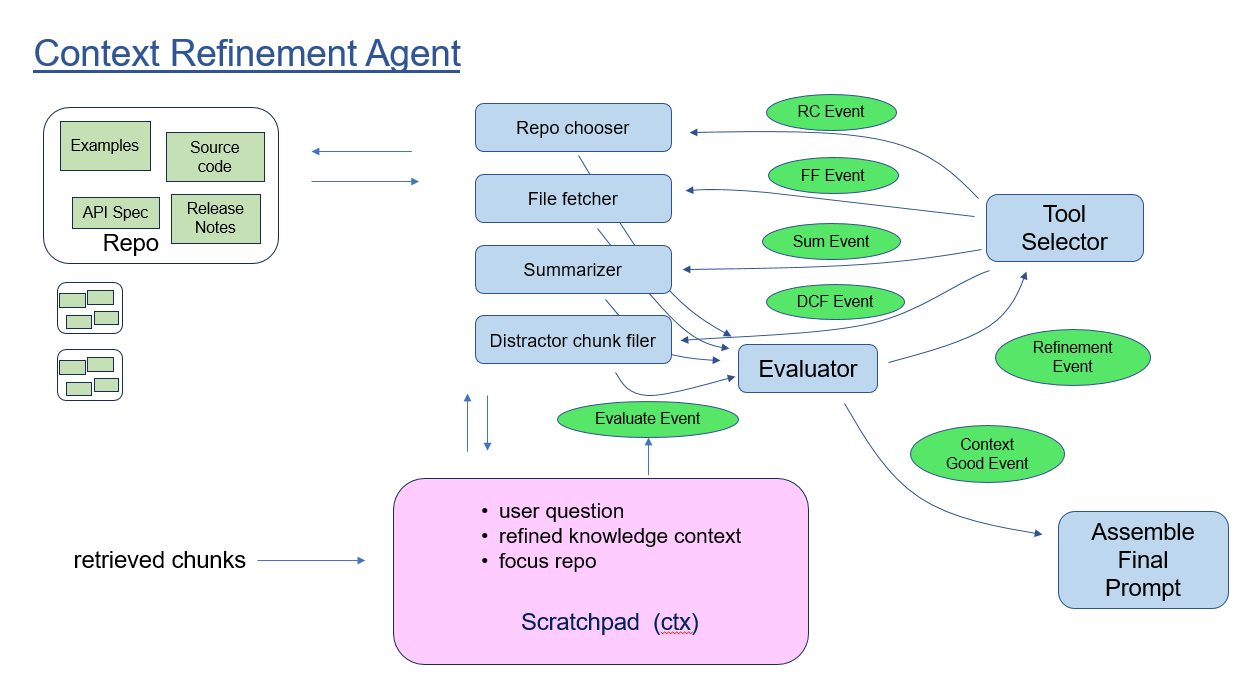 Context Refinement Agent
Examples
Source
code
API Spec
Release
Notes
Repo
Repo chooser
File fetcher
Summarizer
Distractor chunk filer
RC Event
FF Event
Sum Event
DCF Event
Tool
Selector
Evaluator
Refinement
Event
Evaluate Event
Context
Good Event
Assemble
Final
Prompt
retrieved chunks
• user question
• refined knowledge context
• focus repo
Scratchpad (ctx)